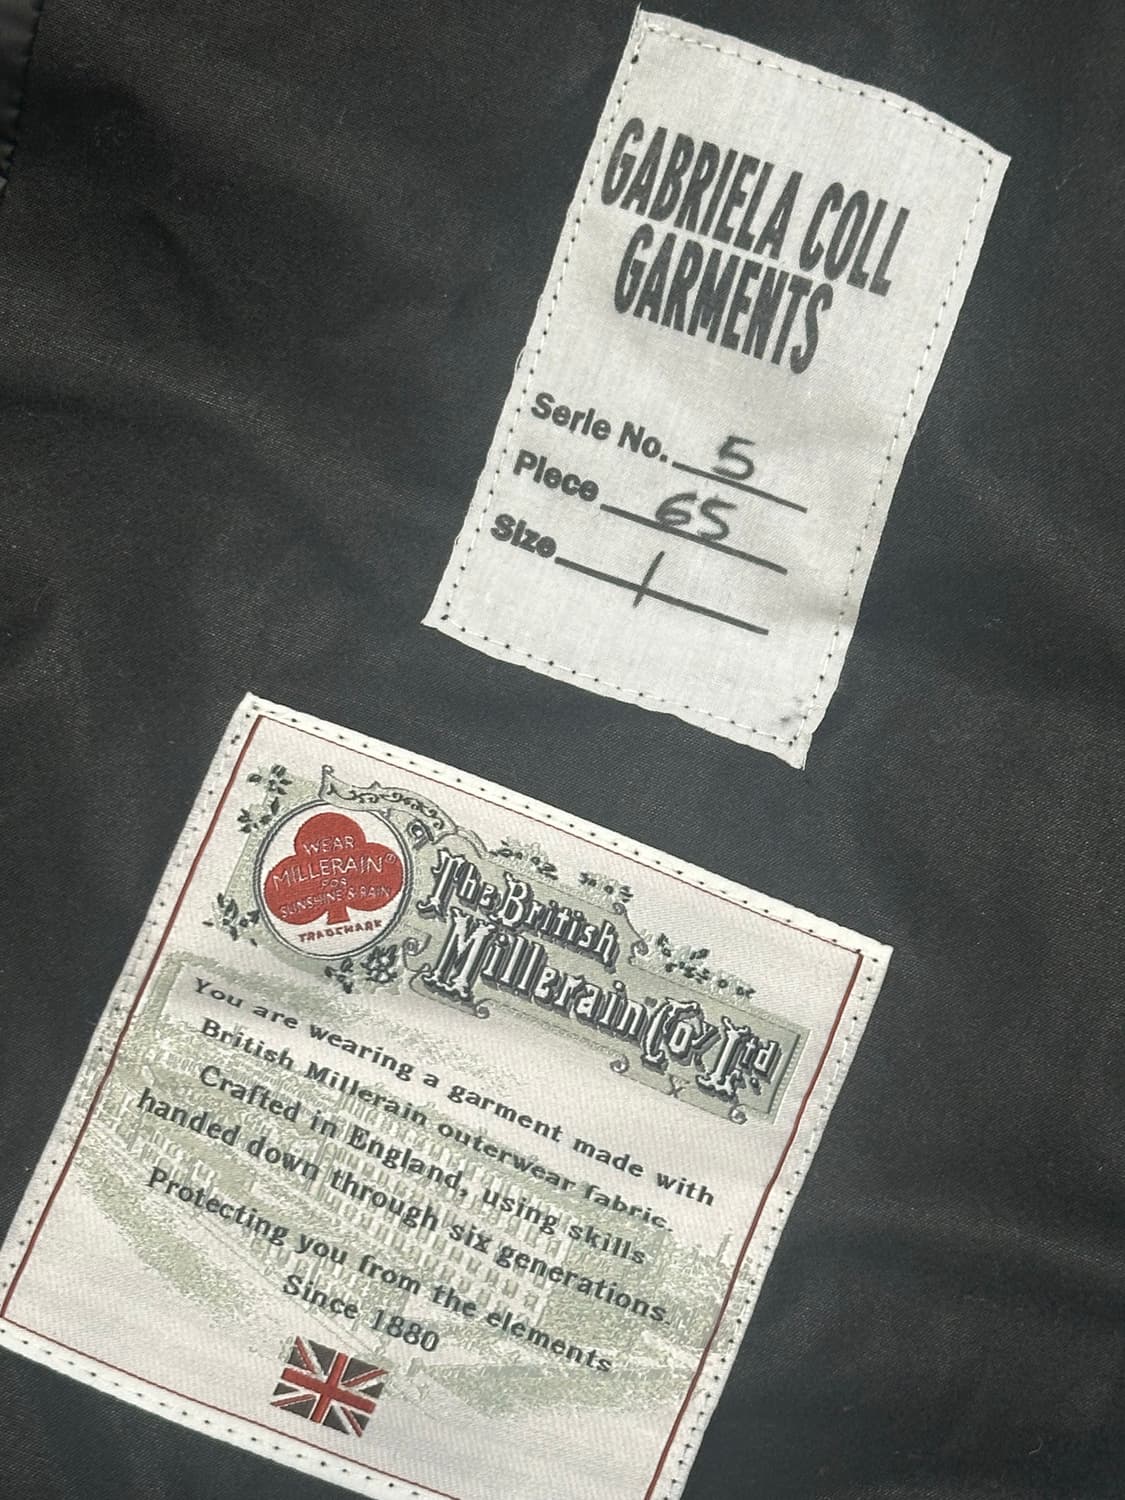 GABRIELA COLL
GARMENTS
Serie No. 5
Piece 65
Size 1
WEAR
MILLERAIN®
FOR
SUNSHINE & RAIN
TRADEMARK
The British
Millerain Co. Ltd
You are wearing a garment made with
British Millerain outerwear fabric.
Crafted in England, using skills
handed down through six generations.
Protecting you from the elements
Since 1880